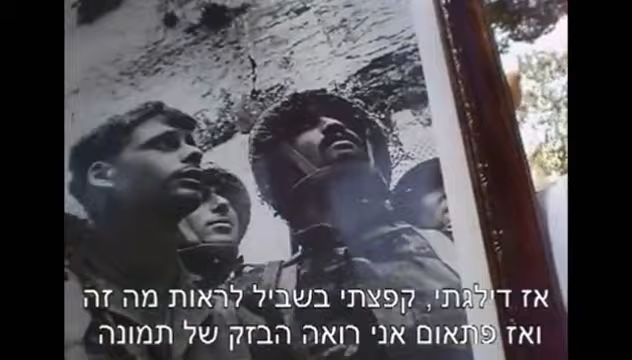 אז דילגתי, קפצתי בשביל לראות מה זה
ואז פתאום אני רואה הבזק של תמונה